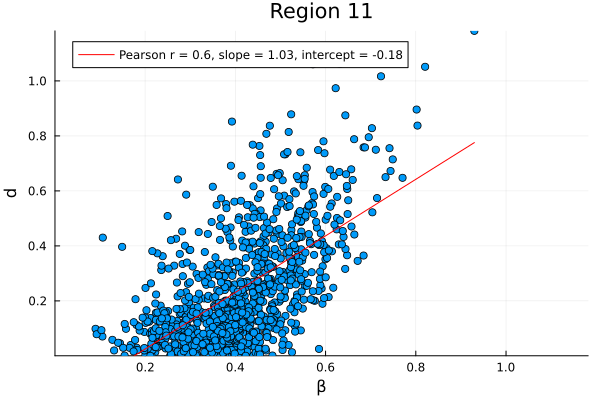 Region 11
Pearson r = 0.6, slope = 1.03, intercept = -0.18
d
1.0
0.8
0.6
0.4
0.2
0.2 0.4 0.6 0.8 1.0
β